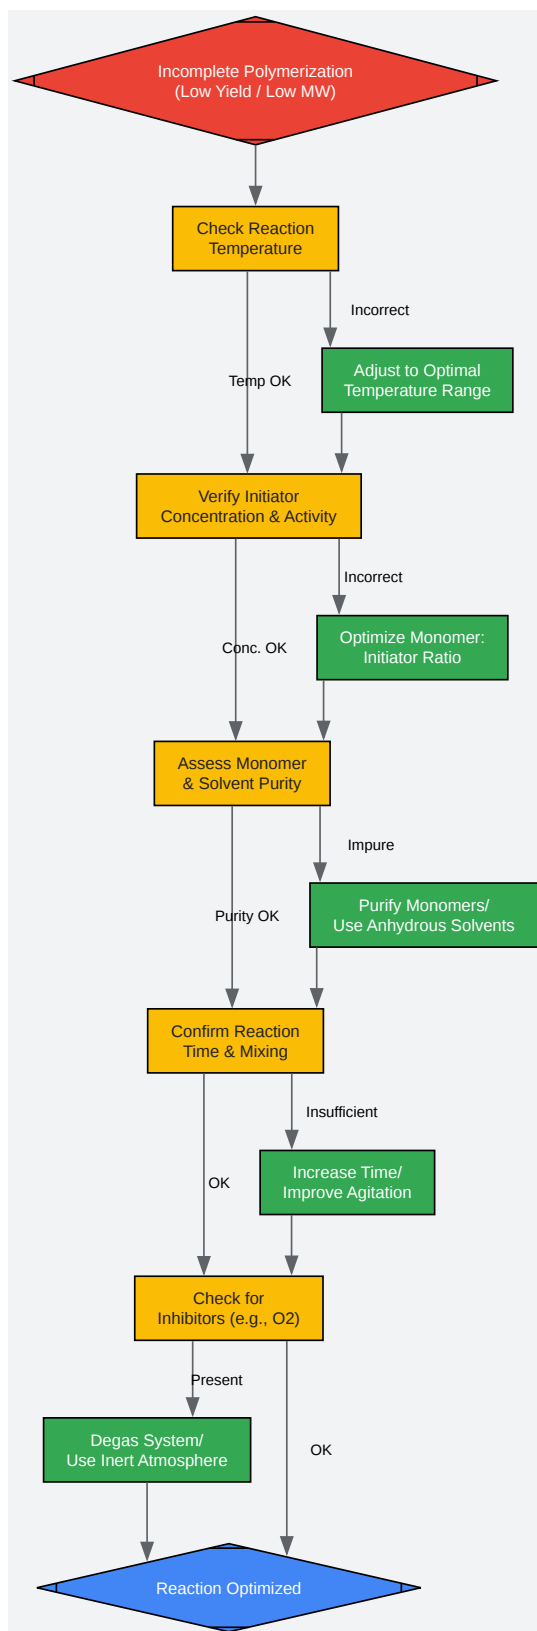 Incomplete Polymerization
(Low Yield / Low MW)
Check Reaction
Temperature
Incorrect
Adjust to Optimal
Temperature Range
Temp OK
Verify Initiator
Concentration & Activity
Incorrect
Optimize Monomer:
Initiator Ratio
Conc. OK
Assess Monomer
& Solvent Purity
Impure
Purify Monomers/
Use Anhydrous Solvents
Purity OK
Confirm Reaction
Time & Mixing
Insufficient
Increase Time/
Improve Agitation
OK
Check for
Inhibitors (e.g., O2)
Present
Degas System/
Use Inert Atmosphere
OK
Reaction Optimized